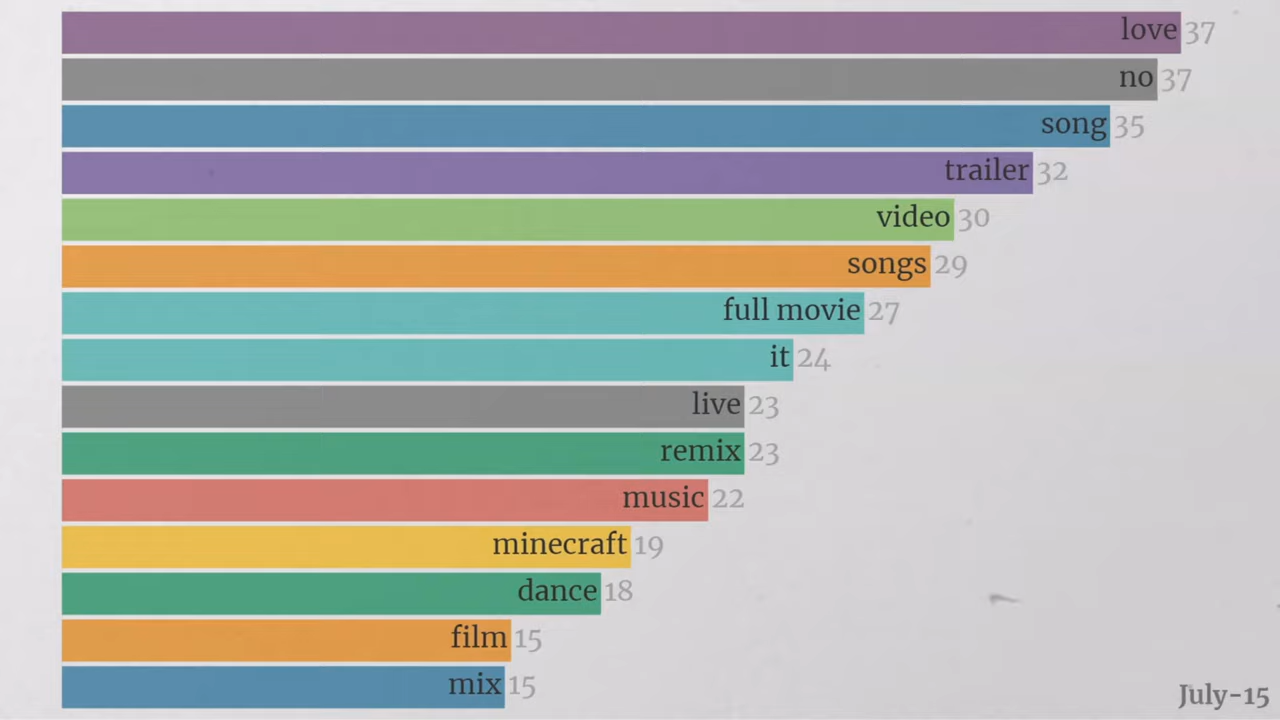 love 37
no 37
song 35
trailer 32
video 30
songs 29
full movie 27
it 24
live 23
remix 23
music 22
minecraft 19
dance 18
film 15
mix 15
July-15